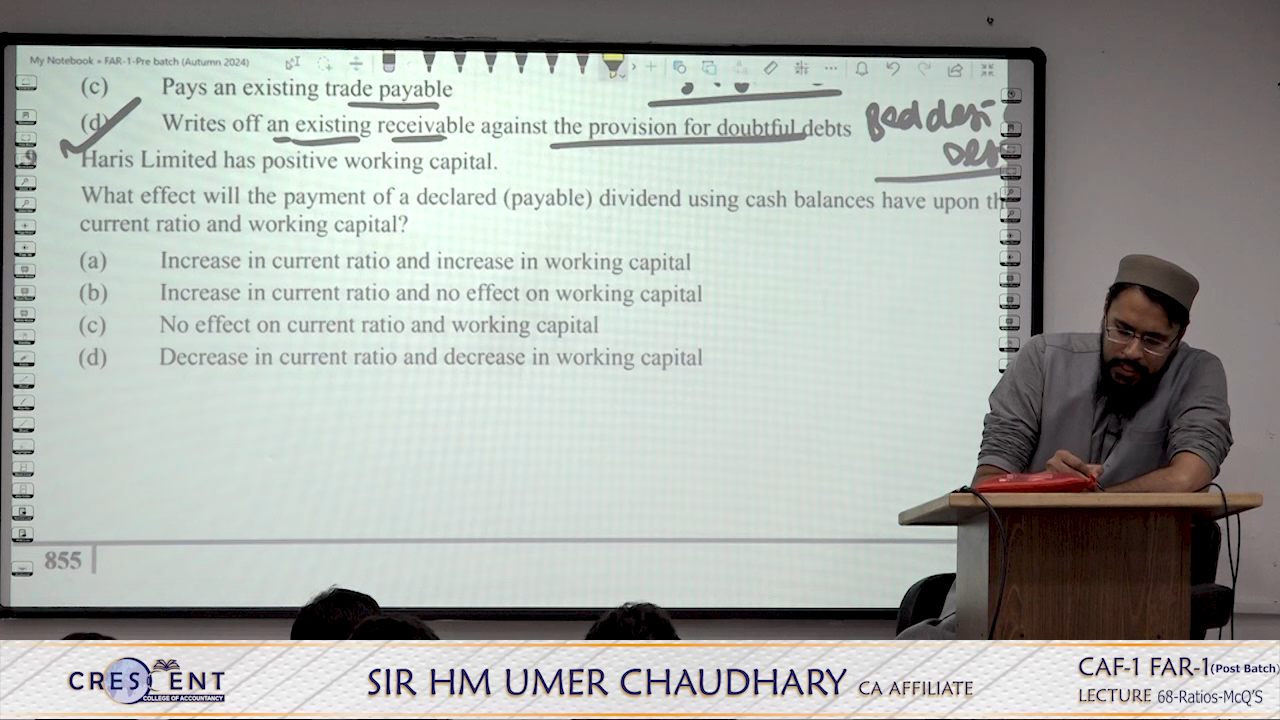 My Notebook » FAR-1-Pre batch (Autumn 2024)
(c) Pays an existing trade payable
(d) Writes off an existing receivable against the provision for doubtful debts
Haris Limited has positive working capital.
What effect will the payment of a declared (payable) dividend using cash balances have upon
current ratio and working capital?
(a) Increase in current ratio and increase in working capital
(b) Increase in current ratio and no effect on working capital
(c) No effect on current ratio and working capital
(d) Decrease in current ratio and decrease in working capital
855
CRESCENT
COLLEGE OF ACCOUNTANCY
SIR HM UMER CHAUDHARY CA AFFILIATE
CAF-1 FAR-1(Post Batch)
LECTURE 68-Ratios-McQ'S